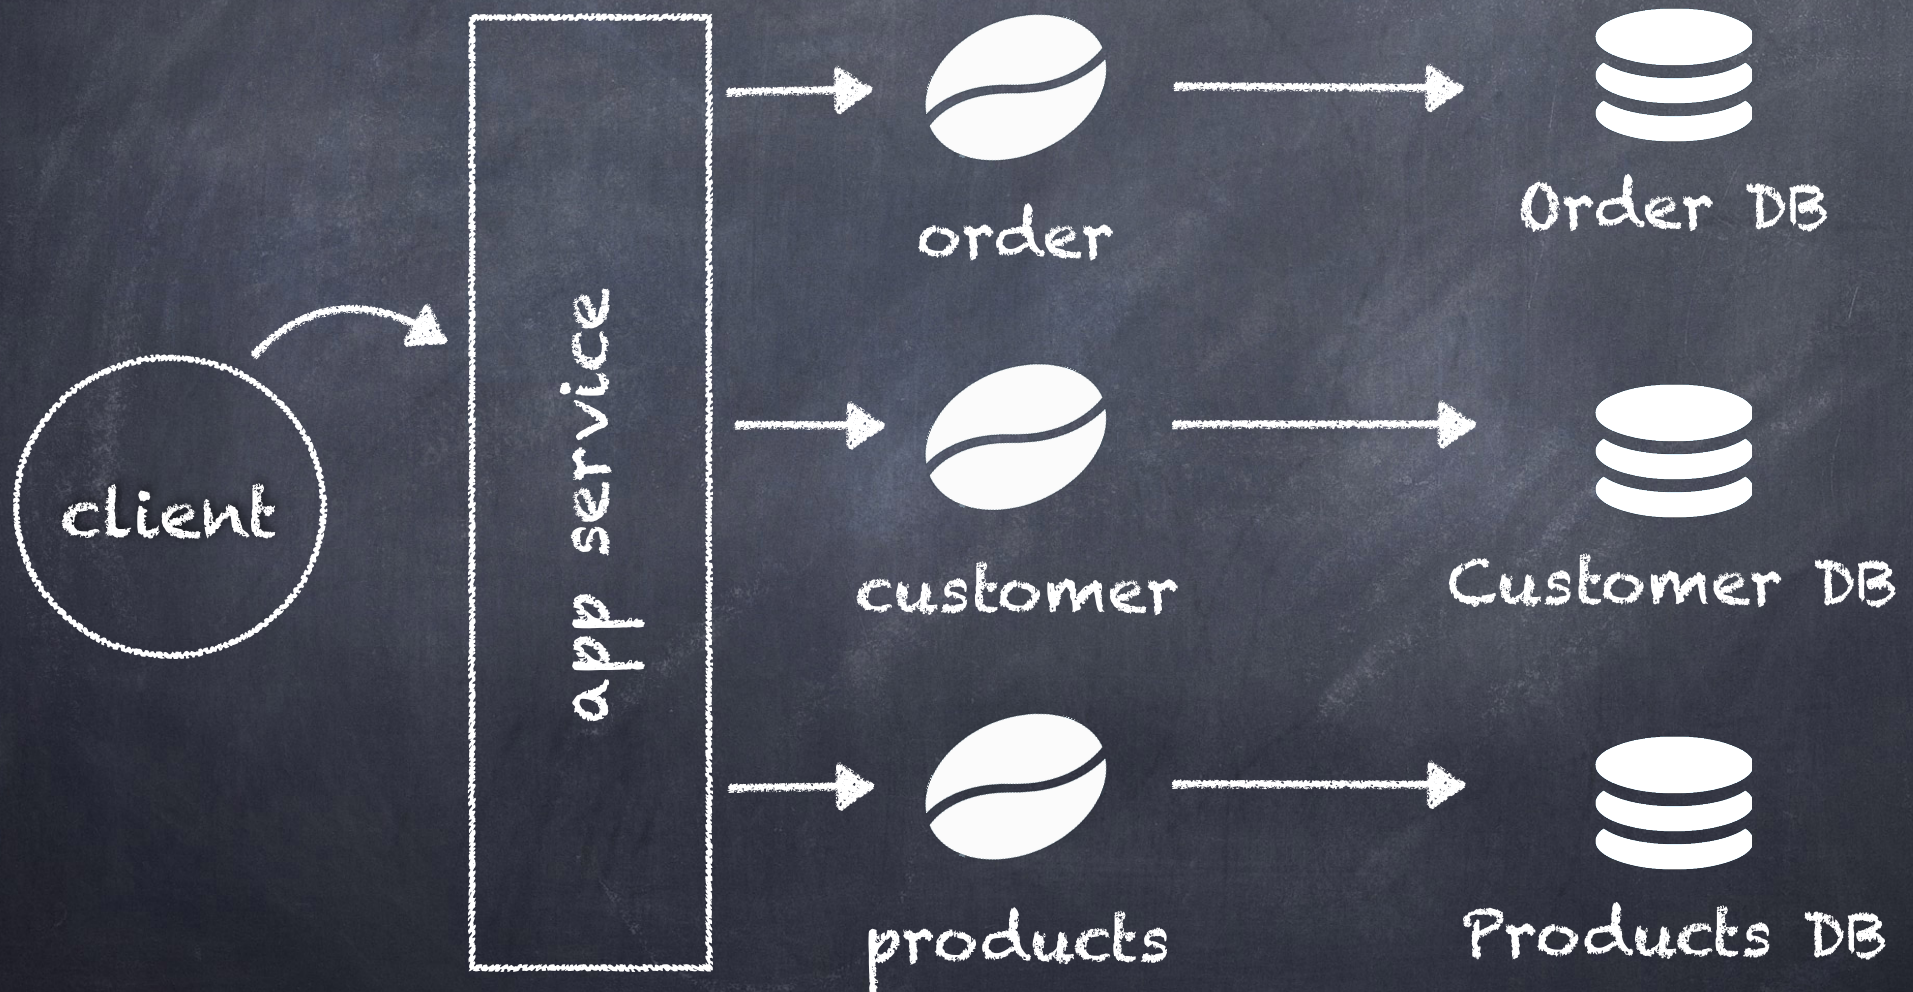 order
Order DB
client
app service
customer
Customer DB
products
Products DB